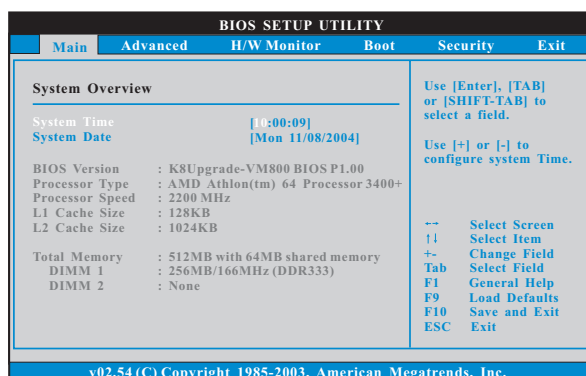 BIOS SETUP UTILITY
Main Advanced H/W Monitor Boot Security Exit
System Overview
System Time [10:00:09]
System Date [Mon 11/08/2004]
BIOS Version : K8Upgrade-VM800 BIOS P1.00
Processor Type : AMD Athlon(tm) 64 Processor 3400+
Processor Speed : 2200 MHz
L1 Cache Size : 128KB
L2 Cache Size : 1024KB
Total Memory : 512MB with 64MB shared memory
DIMM 1 : 256MB/166MHz (DDR333)
DIMM 2 : None
Use [Enter], [TAB]
or [SHIFT-TAB] to
select a field.
Use [+] or [-] to
configure system Time.
↔ Select Screen
↑↓ Select Item
+- Change Field
Tab Select Field
F1 General Help
F9 Load Defaults
F10 Save and Exit
ESC Exit
v02.54 (C) Copyright 1985-2003, American Megatrends, Inc.